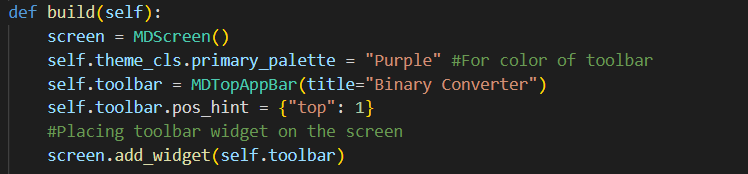 def build(self):
    screen = MDScreen()
    self.theme_cls.primary_palette = "Purple" #For color of toolbar
    self.toolbar = MDTopAppBar(title="Binary Converter")
    self.toolbar.pos_hint = {"top": 1}
    #Placing toolbar widget on the screen
    screen.add_widget(self.toolbar)